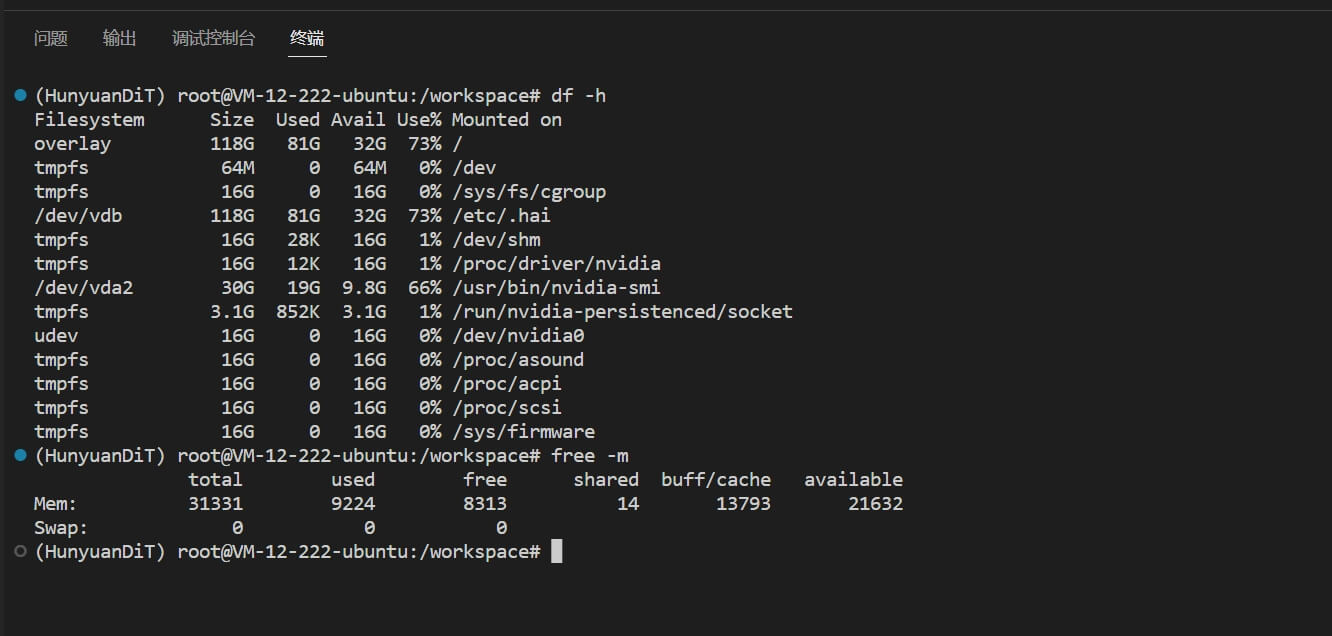 问题 输出 调试控制台 终端
(HunyuanDiT) root@VM-12-222-ubuntu:/workspace# df -h
Filesystem      Size  Used Avail Use% Mounted on
overlay         118G   81G   32G  73% /
tmpfs            64M     0   64M   0% /dev
tmpfs            16G     0   16G   0% /sys/fs/cgroup
/dev/vdb        118G   81G   32G  73% /etc/.hai
tmpfs            16G   28K   16G   1% /dev/shm
tmpfs            16G   12K   16G   1% /proc/driver/nvidia
/dev/vda2        30G   19G  9.8G  66% /usr/bin/nvidia-smi
tmpfs           3.1G  852K  3.1G   1% /run/nvidia-persistenced/socket
udev             16G     0   16G   0% /dev/nvidia0
tmpfs            16G     0   16G   0% /proc/asound
tmpfs            16G     0   16G   0% /proc/acpi
tmpfs            16G     0   16G   0% /proc/scsi
tmpfs            16G     0   16G   0% /sys/firmware
(HunyuanDiT) root@VM-12-222-ubuntu:/workspace# free -m
              total        used        free      shared  buff/cache   available
Mem:          31331        9224        8313          14       13793       21632
Swap:             0           0           0
(HunyuanDiT) root@VM-12-222-ubuntu:/workspace#